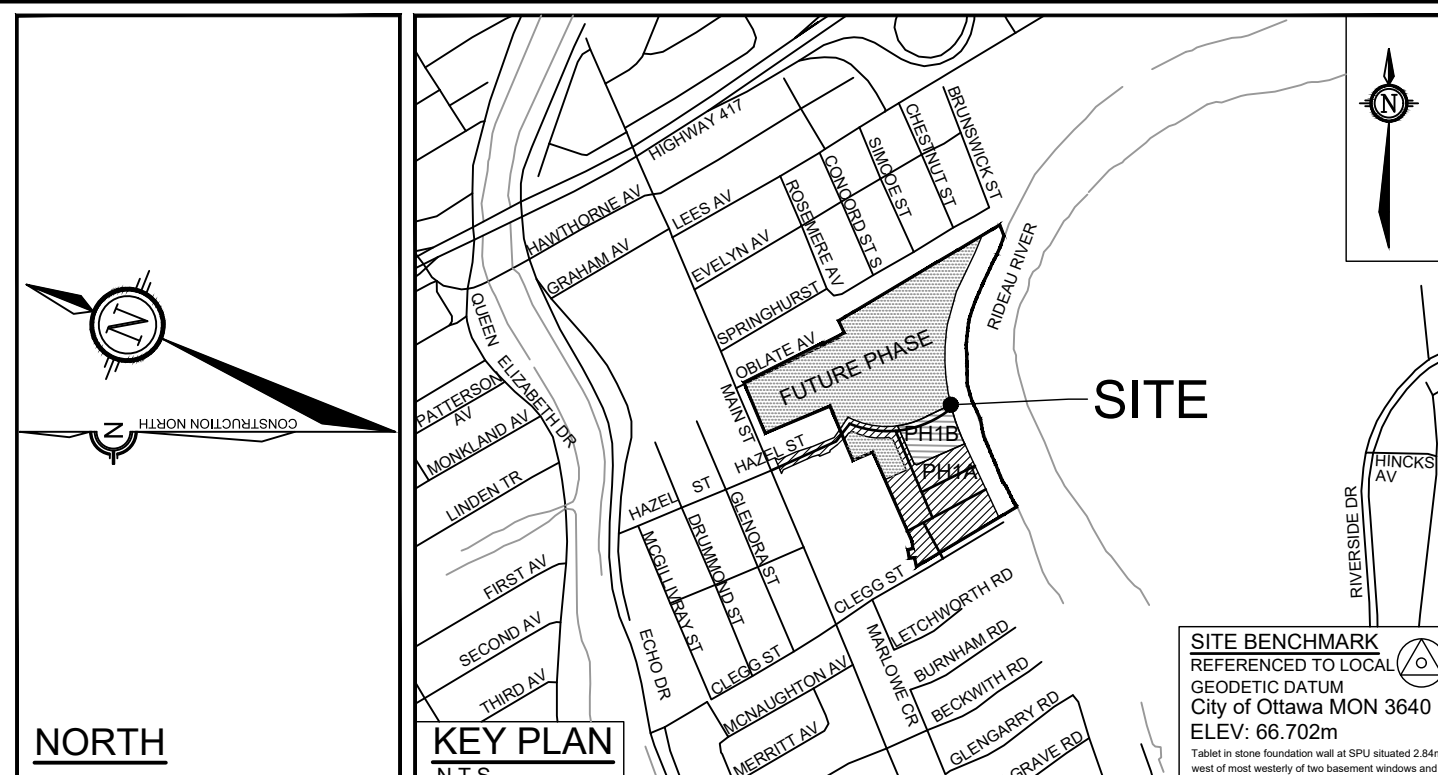 N
CONSTRUCTION NORTH
N
NORTH
HIGHWAY 417
BRUNSWICK ST
CHESTNUT ST
SIMCOE ST
CONCORD ST S
ROSEMERE AV
HAWTHORNE AV
LEES AV
GRAHAM AV
EVELYN AV
SPRINGHURST
OBLATE AV
QUEEN ELIZABETH DR
RIDEAU RIVER
FUTURE PHASE
MAIN ST
PATTERSON
AV
MONKLAND AV
LINDEN TR
HAZEL ST
HAZEL ST
PH1B
PH1A
SITE
GLENORA ST
DRUMMOND ST
MCGILLIVRAY ST
FIRST AV
SECOND AV
THIRD AV
ECHO DR
CLEGG ST
CLEGG ST
MCNAUGHTON AV
MERRITT AV
MARLOWE CR
LETCHWORTH RD
BURNHAM RD
BECKWITH RD
GLENGARRY RD
GRAVE RD
N
HINCKS
AV
RIVERSIDE DR
KEY PLAN
N.T.S.
SITE BENCHMARK
REFERENCED TO LOCAL
GEODETIC DATUM
City of Ottawa MON 3640
ELEV: 66.702m
Tablet in stone foundation wall at SPU situated 2.84m
west of most westerly of two basement windows and